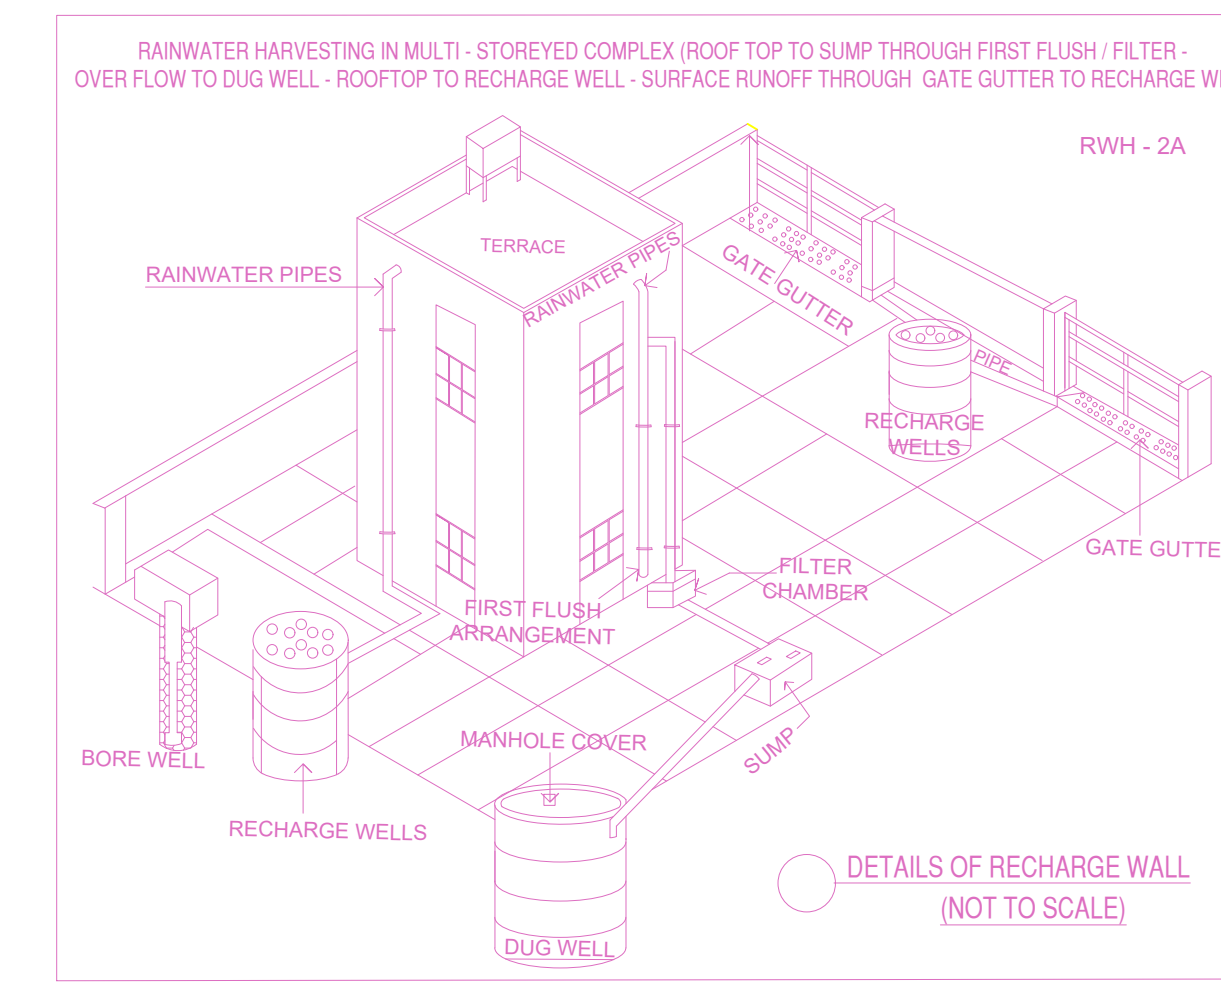 RAINWATER HARVESTING IN MULTI - STOREYED COMPLEX (ROOF TOP TO SUMP THROUGH FIRST FLUSH / FILTER -
OVER FLOW TO DUG WELL - ROOFTOP TO RECHARGE WELL - SURFACE RUNOFF THROUGH GATE GUTTER TO RECHARGE
RWH - 2A
TERRACE
RAINWATER PIPES
RAINWATER PIPES
GATE GUTTER
PIPE
RECHARGE
WELLS
GATE GUTTE
FILTER
CHAMBER
FIRST FLUSH
ARRANGEMENT
SUMP
MANHOLE COVER
BORE WELL
RECHARGE WELLS
DUG WELL
DETAILS OF RECHARGE WALL
(NOT TO SCALE)